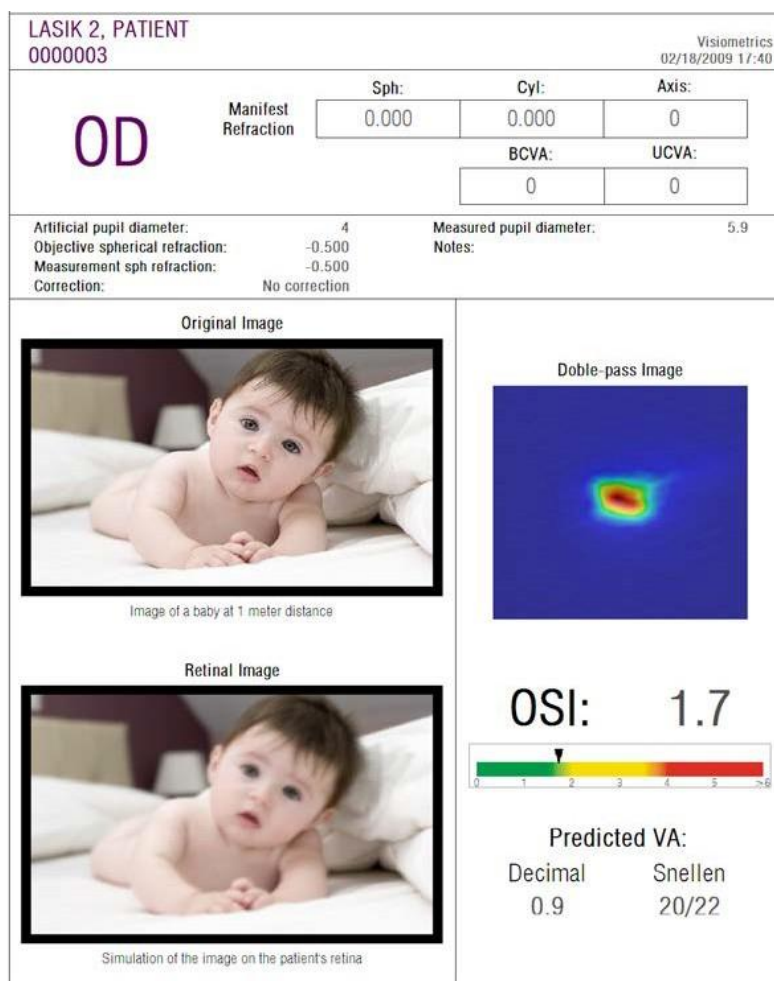 LASIK 2, PATIENT
0000003
Visiometrics
02/18/2009 17:40
OD
Manifest
Refraction
Sph: Cyl: Axis:
0.000 0.000 0
BCVA: UCVA:
0 0
Artificial pupil diameter: 4
Objective spherical refraction: -0.500
Measurement sph refraction: -0.500
Correction: No correction
Measured pupil diameter: 5.9
Notes:
Original Image
Image of a baby at 1 meter distance
Retinal Image
Simulation of the image on the patient's retina
Doble-pass Image
OSI: 1.7
0 1 2 3 4 5 >6
Predicted VA:
Decimal Snellen
0.9 20/22